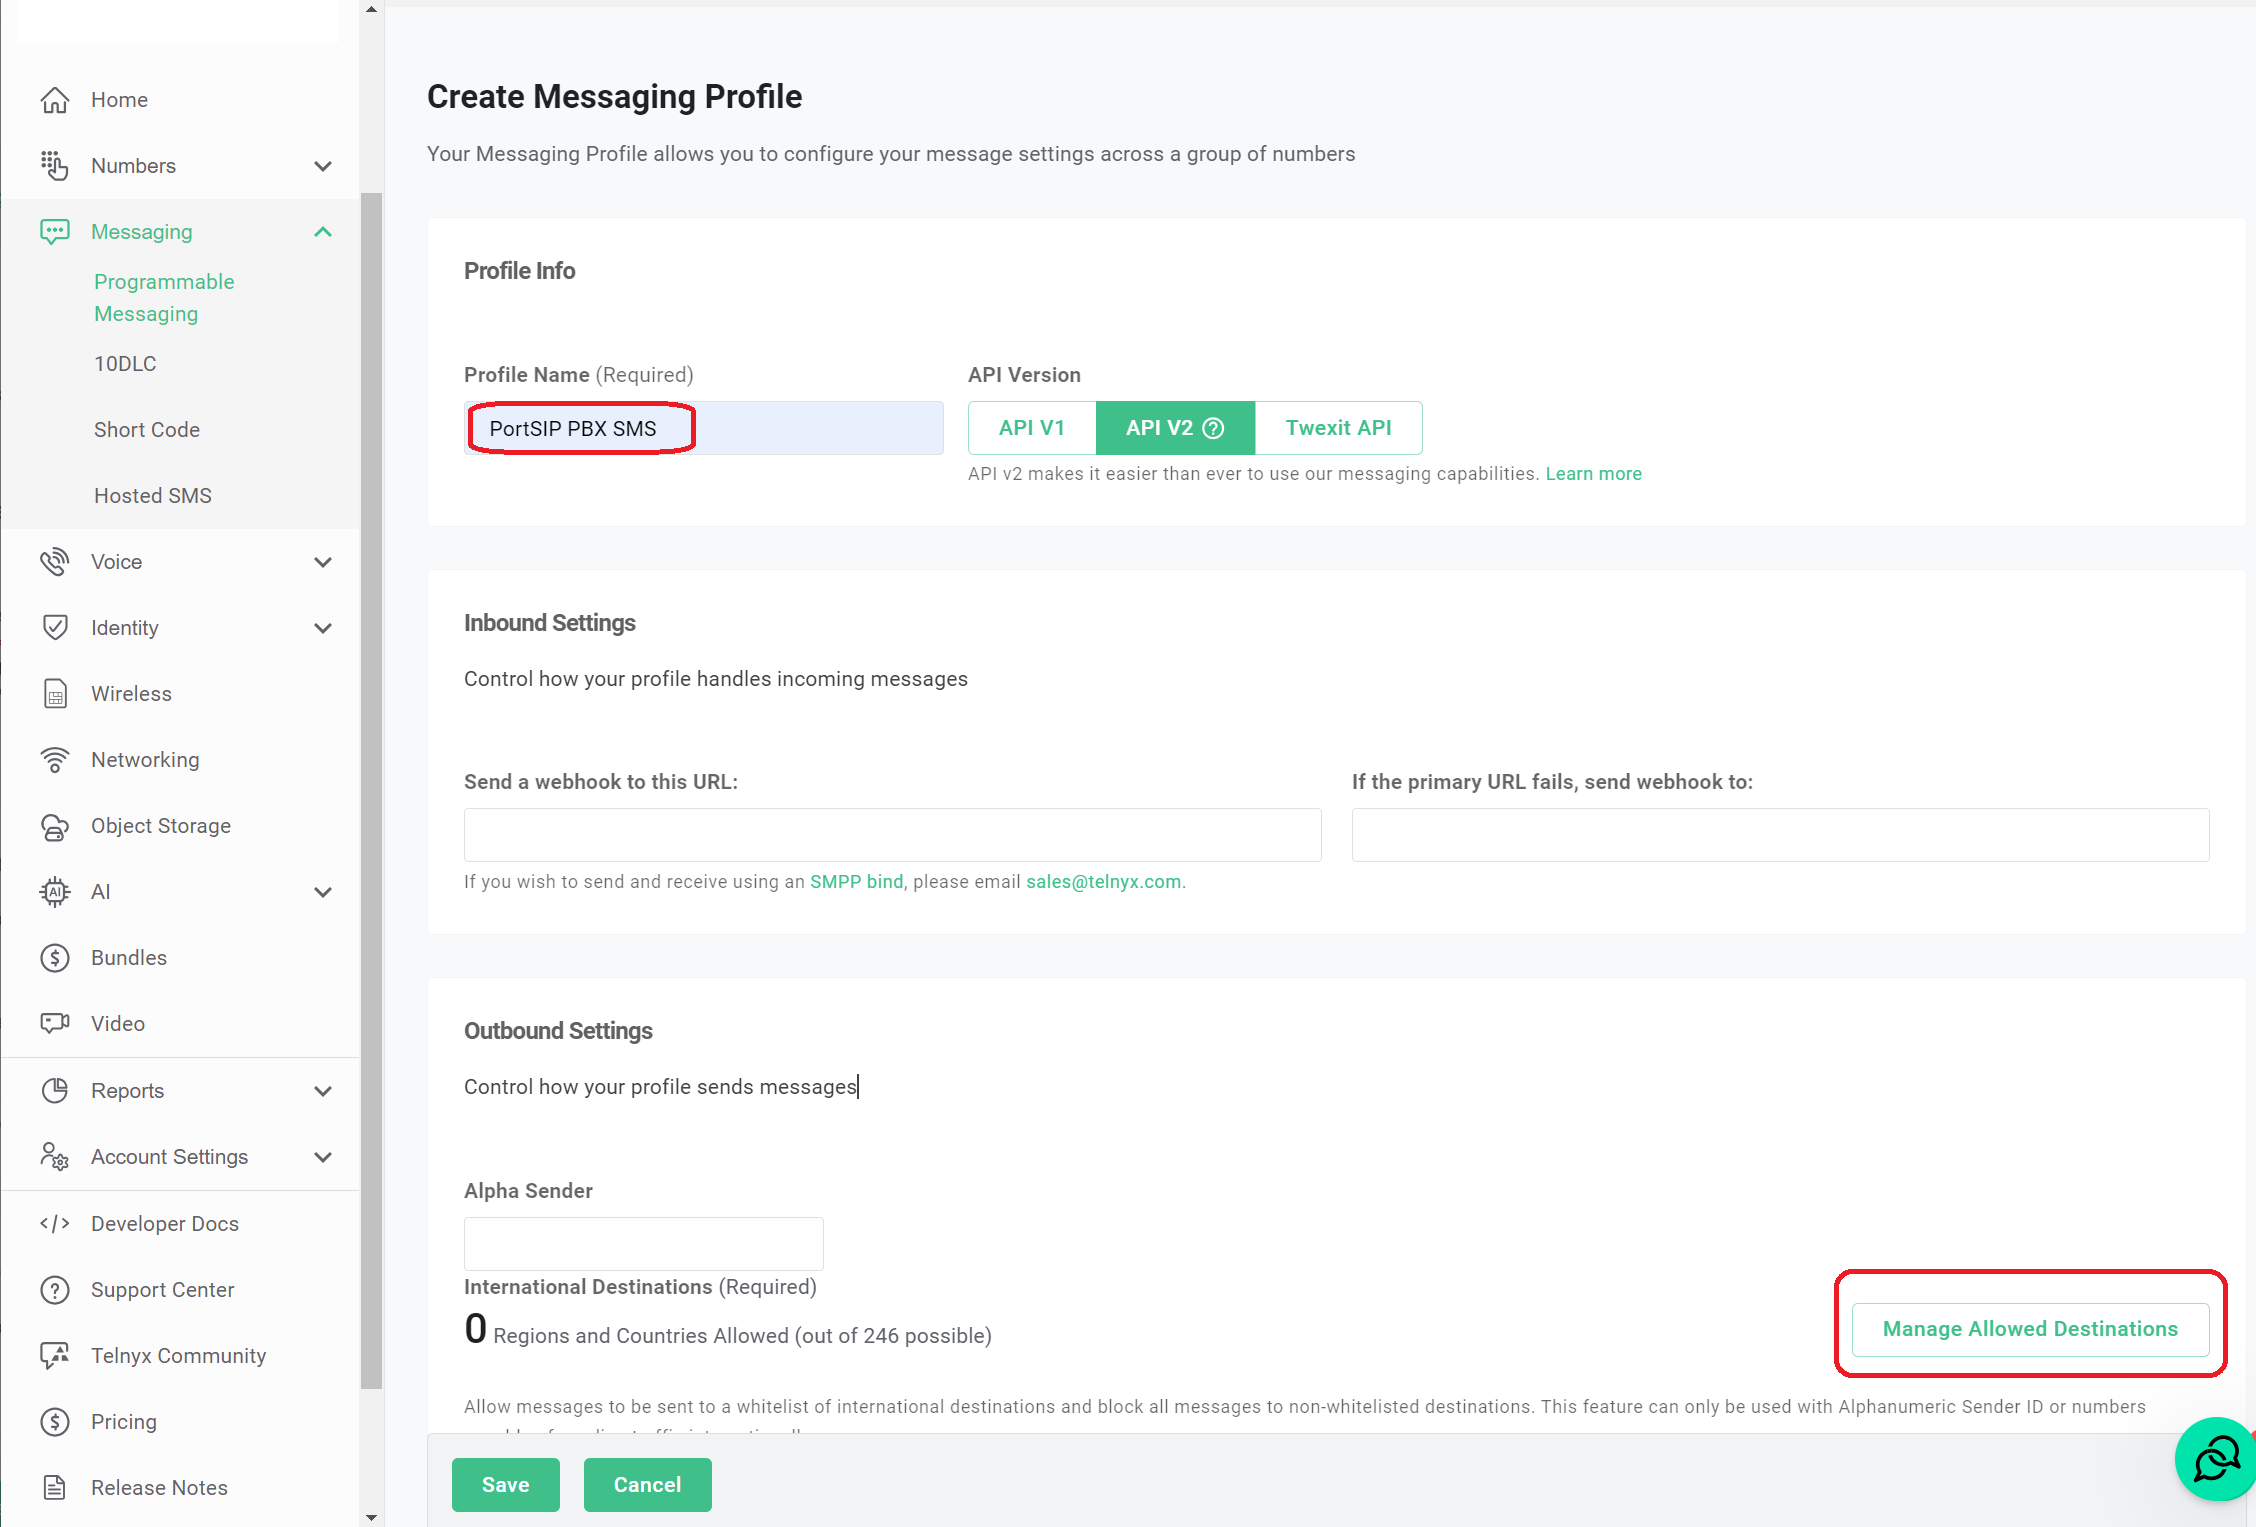 Home
Numbers
Messaging
Programmable
Messaging
10DLC
Short Code
Hosted SMS
Voice
Identity
Wireless
Networking
Object Storage
AI
AI
Bundles
Video
Reports
Account Settings
Developer Docs
Support Center
Telnyx Community
Pricing
Release Notes
Create Messaging Profile
Your Messaging Profile allows you to configure your message settings across a group of numbers
Profile Info
Profile Name (Required)
PortSIP PBX SMS
API Version
API V1
API V2
Twexit API
API v2 makes it easier than ever to use our messaging capabilities. Learn more
Inbound Settings
Control how your profile handles incoming messages
Send a webhook to this URL:
If the primary URL fails, send webhook to:
If you wish to send and receive using an SMPP bind, please email sales@telnyx.com.
Outbound Settings
Control how your profile sends messages
Alpha Sender
International Destinations (Required)
0 Regions and Countries Allowed (out of 246 possible)
Manage Allowed Destinations
Allow messages to be sent to a whitelist of international destinations and block all messages to non-whitelisted destinations. This feature can only be used with Alphanumeric Sender ID or numbers
Save
Cancel